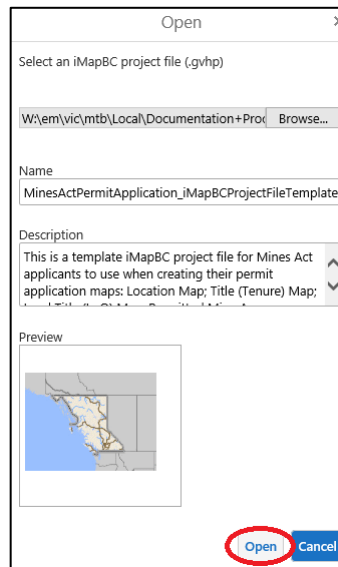 Open
Select an iMapBC project file (.gvhp)
W:\em\vic\mtb\Local\Documentation+Proc
Browse...
Name
MinesActPermitApplication_iMapBCProjectFileTemplate
Description
This is a template iMapBC project file for Mines Act
applicants to use when creating their permit
application maps: Location Map; Title (Tenure) Map;
Preview
Open
Cancel